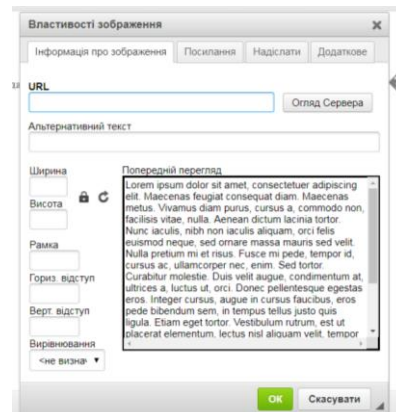 Властивості зображення
Інформація про зображення Посилання Надіслати Додаткове
URL
Огляд Сервера
Альтернативний текст
Ширина
Висота
Рамка
Гориз. відступ
Верт. відступ
Вирівнювання
<не визнач
Попередній перегляд
Lorem ipsum dolor sit amet, consectetuer adipiscing
elit. Maecenas feugiat consequat diam. Maecenas
metus. Vivamus diam purus, cursus a, commodo non,
facilisis vitae, nulla. Aenean dictum lacinia tortor.
Nunc iaculis, nibh non iaculis aliquam, orci felis
euismod neque, sed ornare massa mauris sed velit.
Nulla pretium mi et risus. Fusce mi pede, tempor id,
cursus ac, ullamcorper nec, enim. Sed tortor.
Curabitur molestie. Duis velit augue, condimentum at,
ultrices a, luctus ut, orci. Donec pellentesque egestas
eros. Integer cursus, augue in cursus faucibus, eros
pede bibendum sem, in tempus tellus justo quis
ligula. Etiam eget tortor. Vestibulum rutrum, est ut
placerat elementum, lectus nisl aliquam velit, tempor
ОК Скасувати